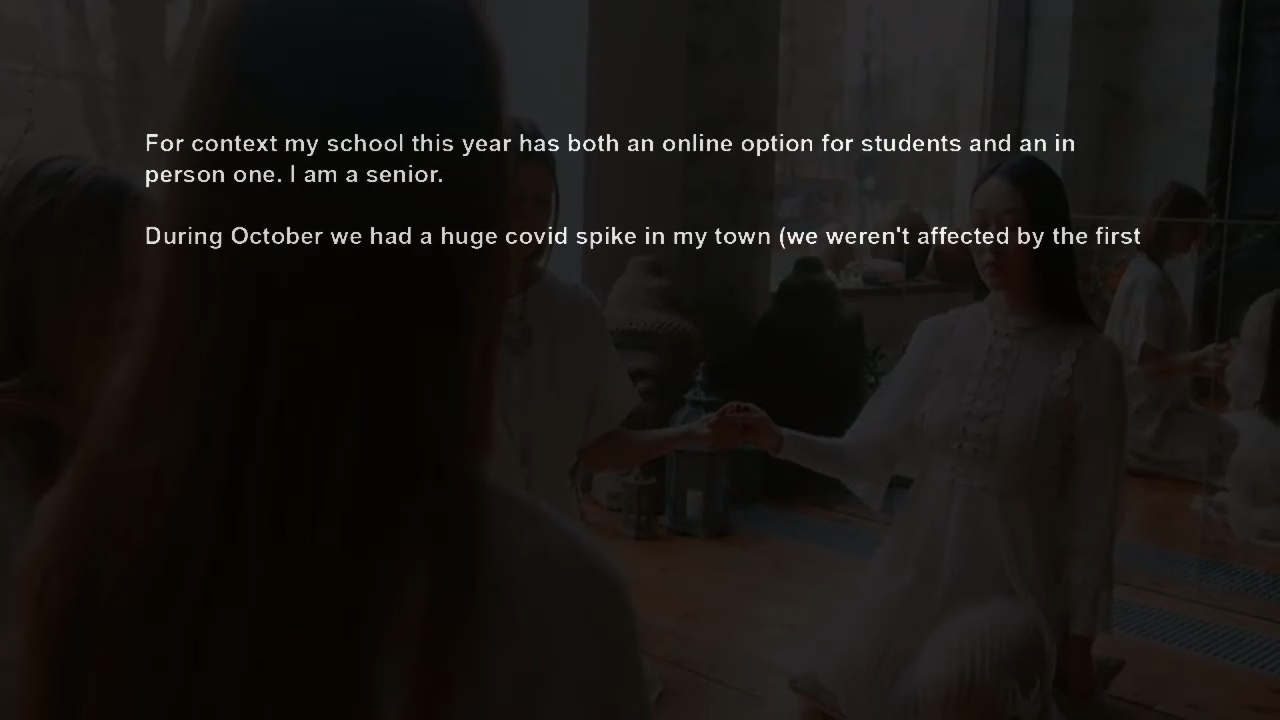 For context my school this year has both an online option for students and an in
person one. I am a senior.
During October we had a huge covid spike in my town (we weren't affected by the first